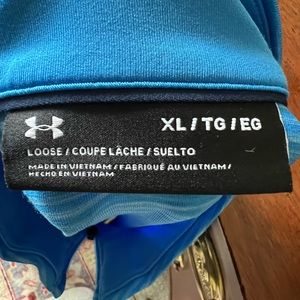 XL / TG / EG
LOOSE / COUPE LÂCHE / SUELTO
MADE IN VIETNAM / FABRIQUÉ AU VIETNAM /
HECHO EN VIETNAM